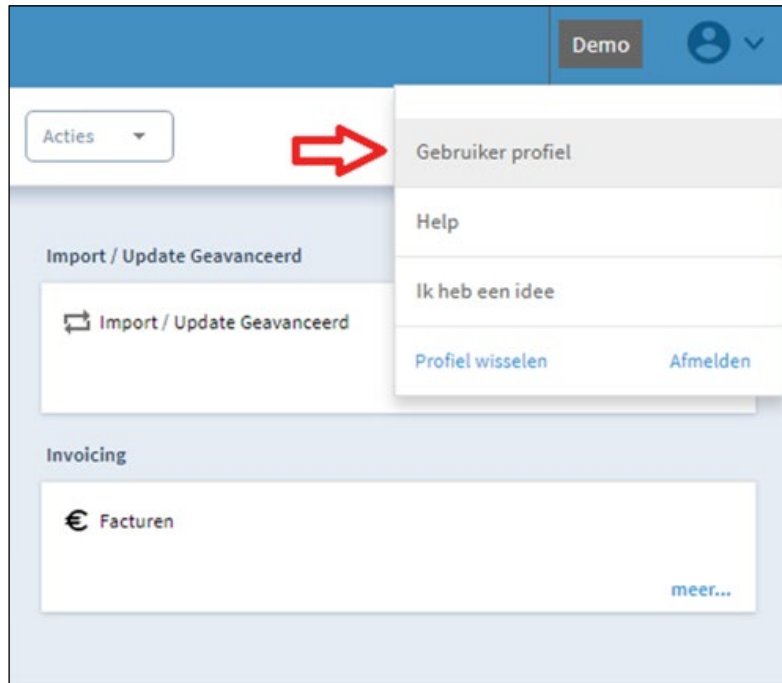 Demo
Acties
Gebruiker profiel
Help
Ik heb een idee
Profiel wisselen Afmelden
Import / Update Geavanceerd
Import / Update Geavanceerd
Invoicing
€ Facturen
meer...